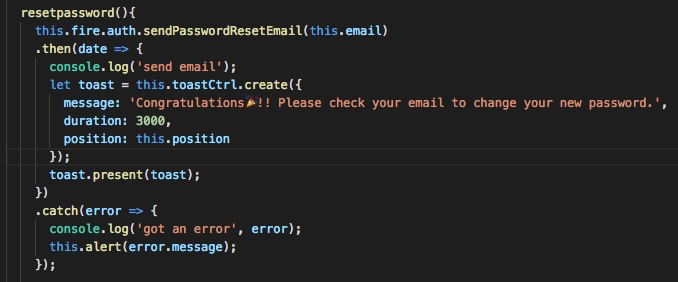 resetpassword(){
this.fire.auth.sendPasswordResetEmail(this.email)
.then(date => {
console.log('send email');
let toast = this.toastCtrl.create({
message: 'Congratulations🎉!! Please check your email to change your new password.',
duration: 3000,
position: this.position
});
toast.present(toast);
})
.catch(error => {
console.log('got an error', error);
this.alert(error.message);
});